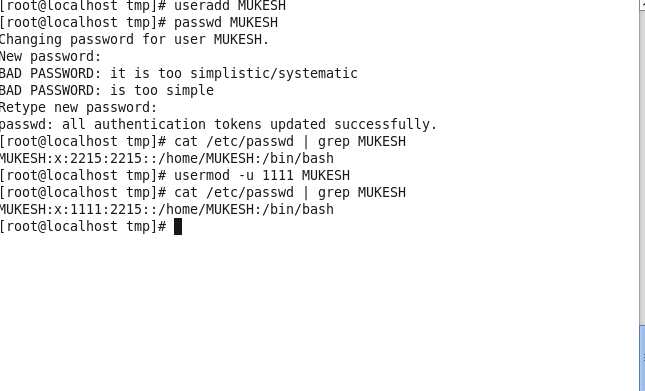 [root@localhost tmp]# useradd MUKESH
[root@localhost tmp]# passwd MUKESH
Changing password for user MUKESH.
New password:
BAD PASSWORD: it is too simplistic/systematic
BAD PASSWORD: is too simple
Retype new password:
passwd: all authentication tokens updated successfully.
[root@localhost tmp]# cat /etc/passwd | grep MUKESH
MUKESH:x:2215:2215::/home/MUKESH:/bin/bash
[root@localhost tmp]# usermod -u 1111 MUKESH
[root@localhost tmp]# cat /etc/passwd | grep MUKESH
MUKESH:x:1111:2215::/home/MUKESH:/bin/bash
[root@localhost tmp]#